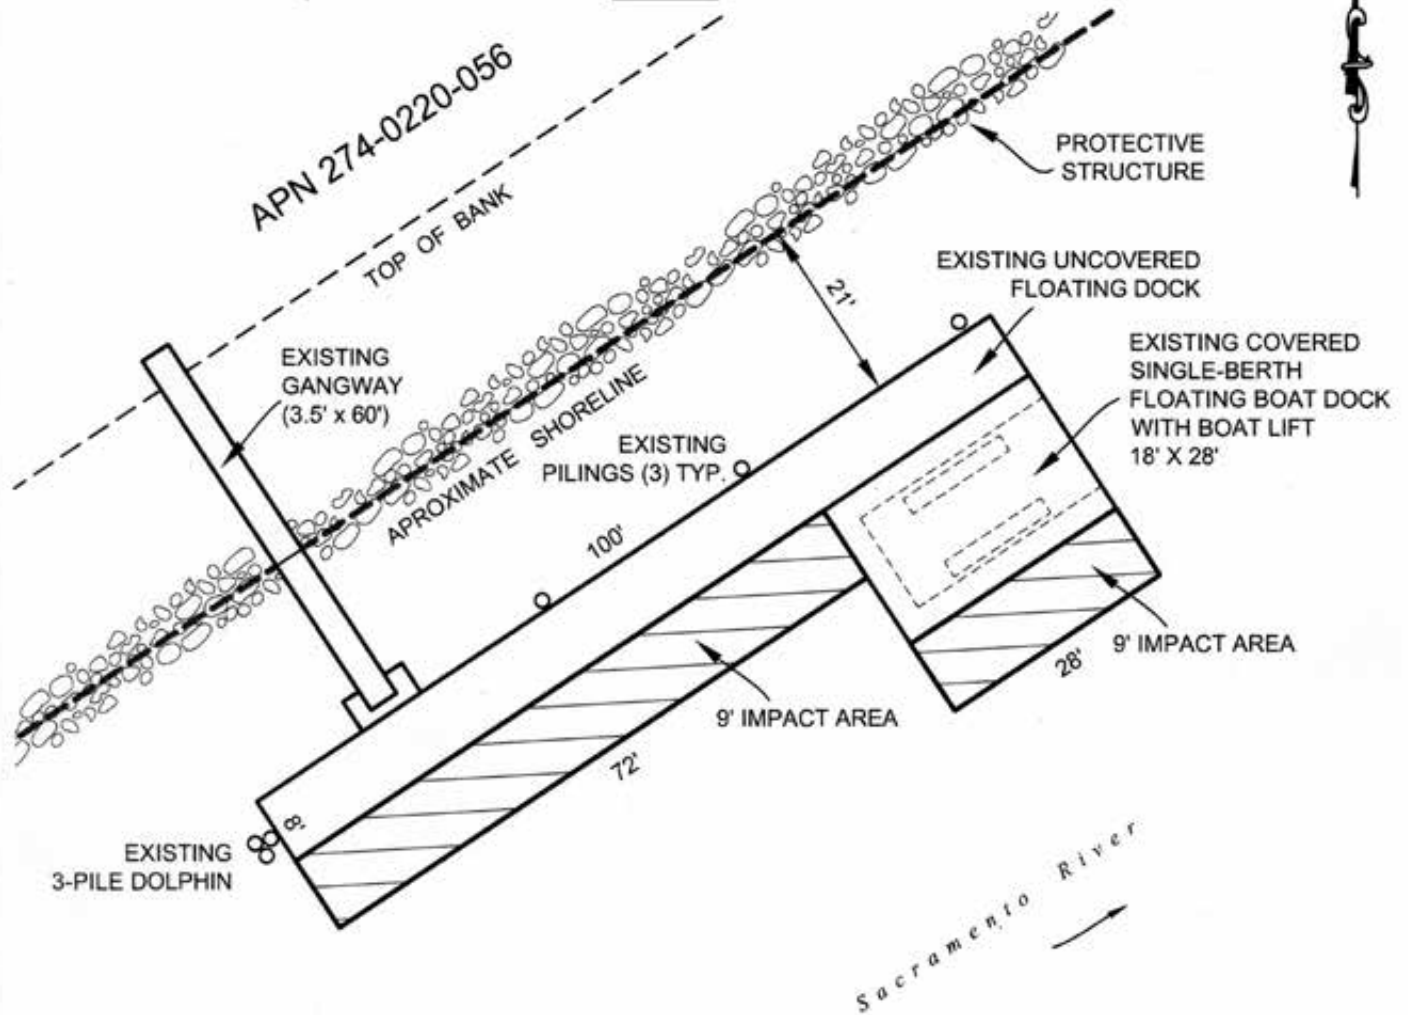 APN 274-0220-056
TOP OF BANK
PROTECTIVE
STRUCTURE
EXISTING UNCOVERED
FLOATING DOCK
21'
EXISTING COVERED
SINGLE-BERTH
FLOATING BOAT DOCK
WITH BOAT LIFT
18' X 28'
EXISTING
GANGWAY
(3.5' x 60')
APROXIMATE SHORELINE
EXISTING
PILINGS (3) TYP.
100'
9' IMPACT AREA
28'
9' IMPACT AREA
72'
8'
EXISTING
3-PILE DOLPHIN
Sacramento River